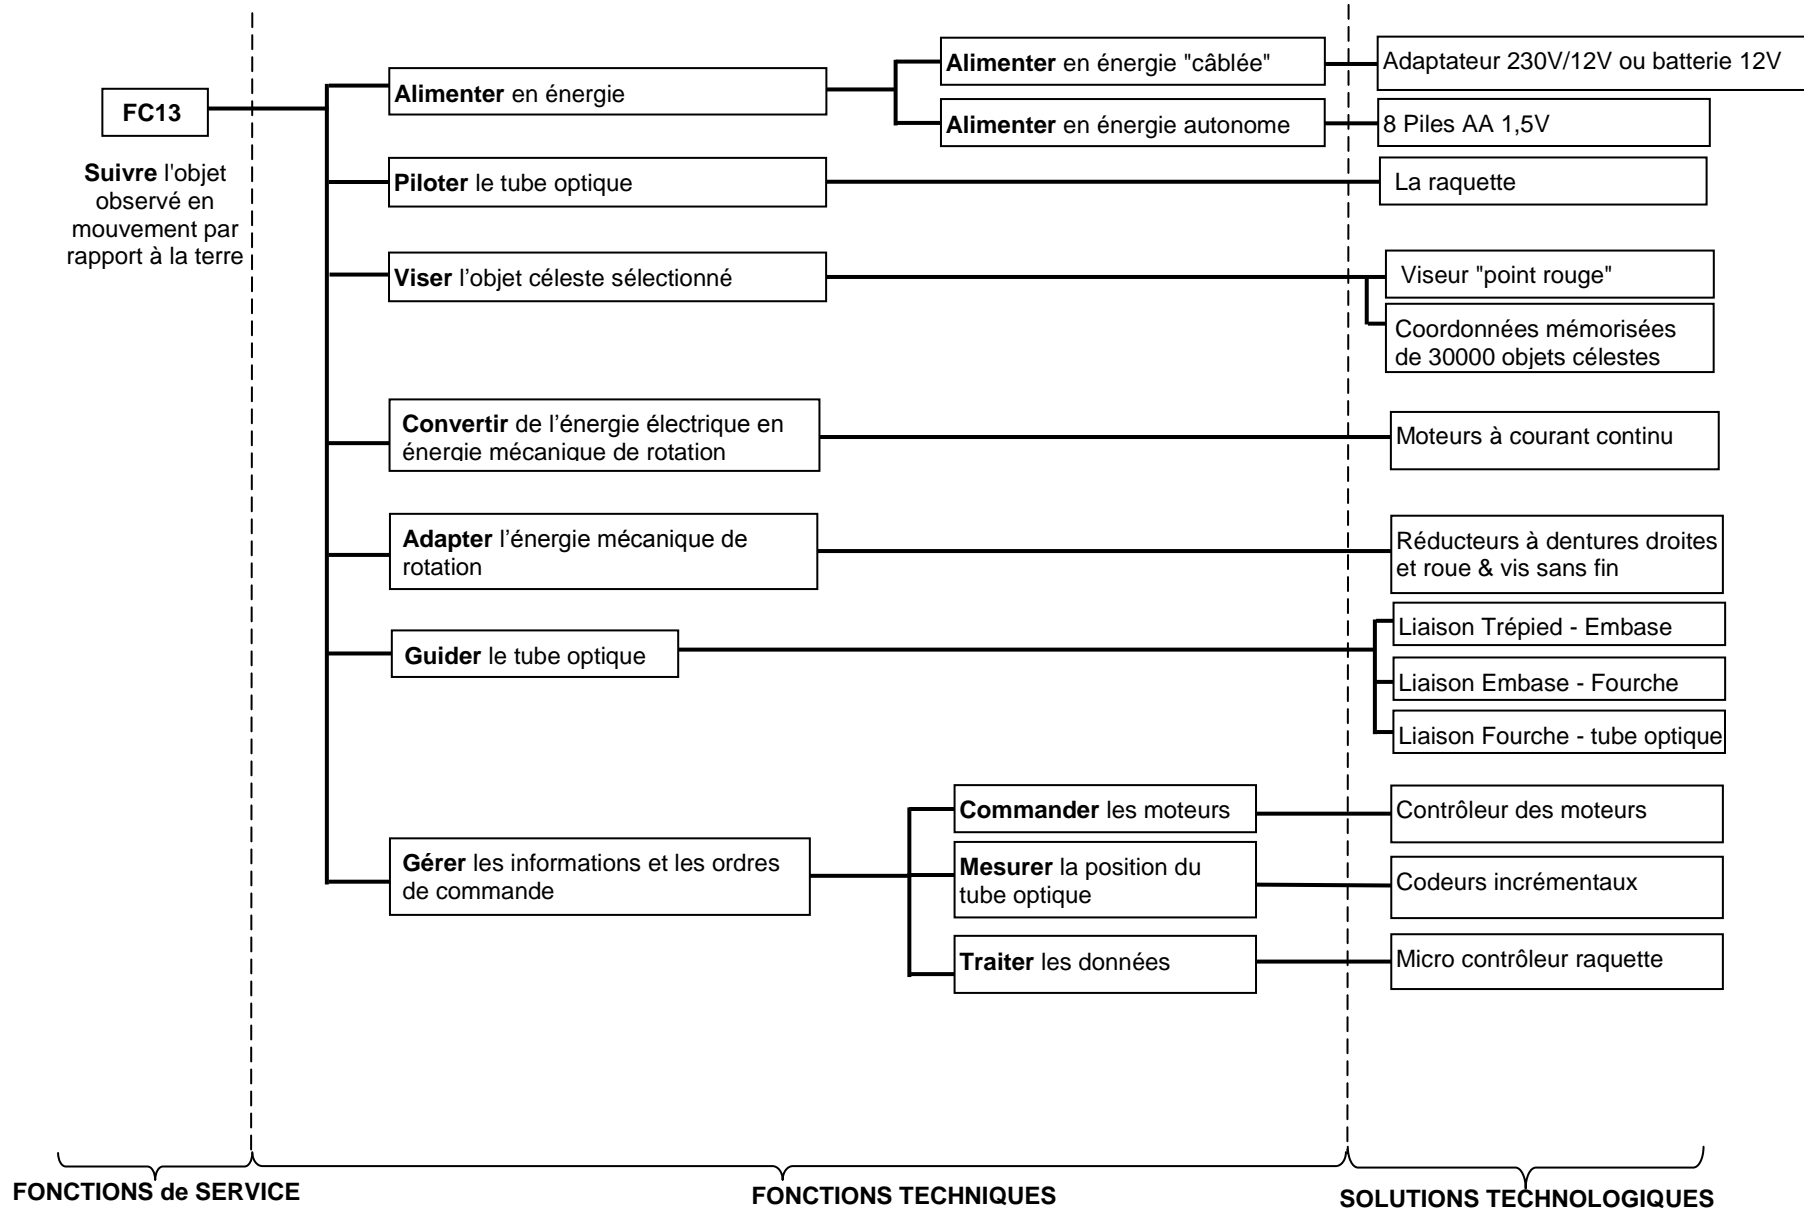 FC13
Suivre l'objet
observé en
mouvement par
rapport à la terre
Alimenter en énergie
Alimenter en énergie "câblée"
Adaptateur 230V/12V ou batterie 12V
Alimenter en énergie autonome
8 Piles AA 1,5V
Piloter le tube optique
La raquette
Viser l’objet céleste sélectionné
Viseur "point rouge"
Coordonnées mémorisées
de 30000 objets célestes
Convertir de l’énergie électrique en
énergie mécanique de rotation
Moteurs à courant continu
Adapter l’énergie mécanique de
rotation
Réducteurs à dentures droites
et roue & vis sans fin
Guider le tube optique
Liaison Trépied - Embase
Liaison Embase - Fourche
Liaison Fourche - tube optique
Gérer les informations et les ordres
de commande
Commander les moteurs
Contrôleur des moteurs
Mesurer la position du
tube optique
Codeurs incrémentaux
Traiter les données
Micro contrôleur raquette
FONCTIONS de SERVICE
FONCTIONS TECHNIQUES
SOLUTIONS TECHNOLOGIQUES